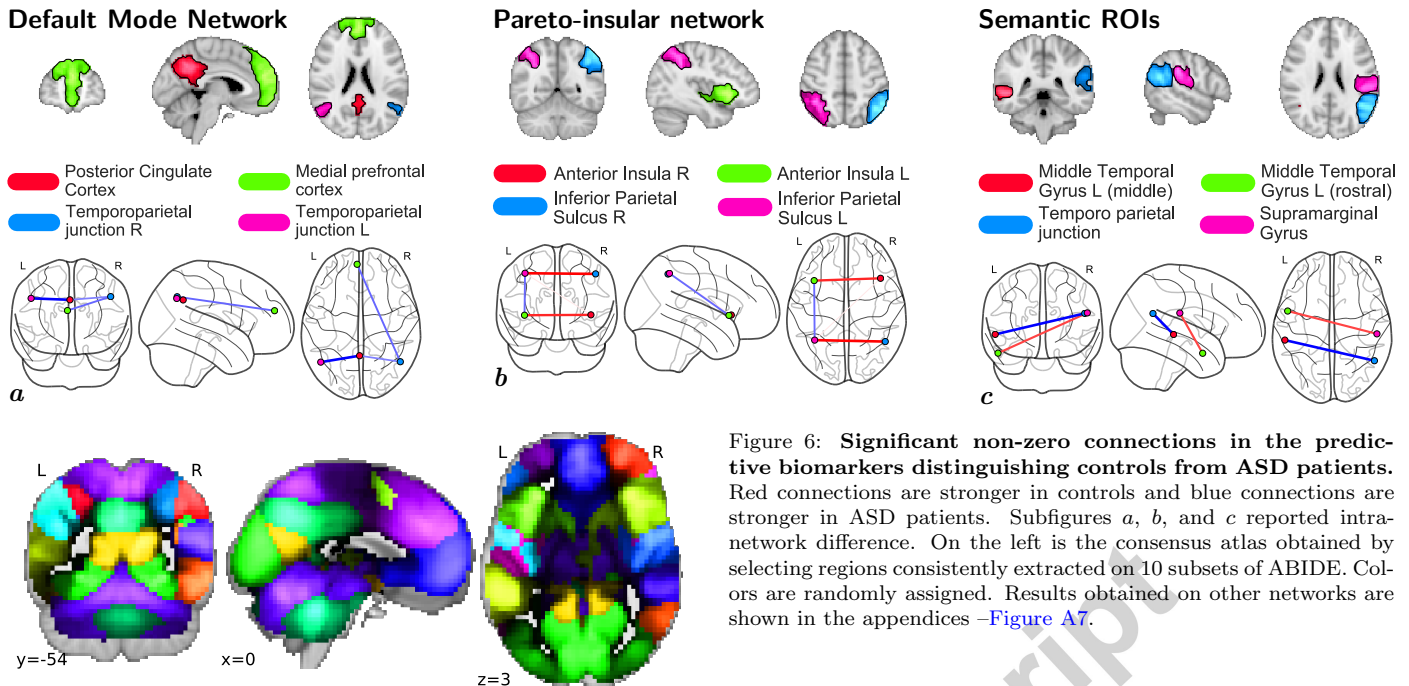 Default Mode Network
Posterior Cingulate
Cortex
Medial prefrontal
cortex
Temporoparietal
junction R
Temporoparietal
junction L
L
R
L
R
a
Pareto-insular network
Anterior Insula R
Anterior Insula L
Inferior Parietal
Sulcus R
Inferior Parietal
Sulcus L
L
R
L
R
b
Semantic ROIs
Middle Temporal
Gyrus L (middle)
Middle Temporal
Gyrus L (rostral)
Temporo parietal
junction
Supramarginal
Gyrus
L
R
L
R
c
L
R
y=-54
x=0
L
R
z=3
Figure 6: Significant non-zero connections in the predic-
tive biomarkers distinguishing controls from ASD patients.
Red connections are stronger in controls and blue connections are
stronger in ASD patients. Subfigures a, b, and c reported intra-
network difference. On the left is the consensus atlas obtained by
selecting regions consistently extracted on 10 subsets of ABIDE. Col-
ors are randomly assigned. Results obtained on other networks are
shown in the appendices –Figure A7.
ript